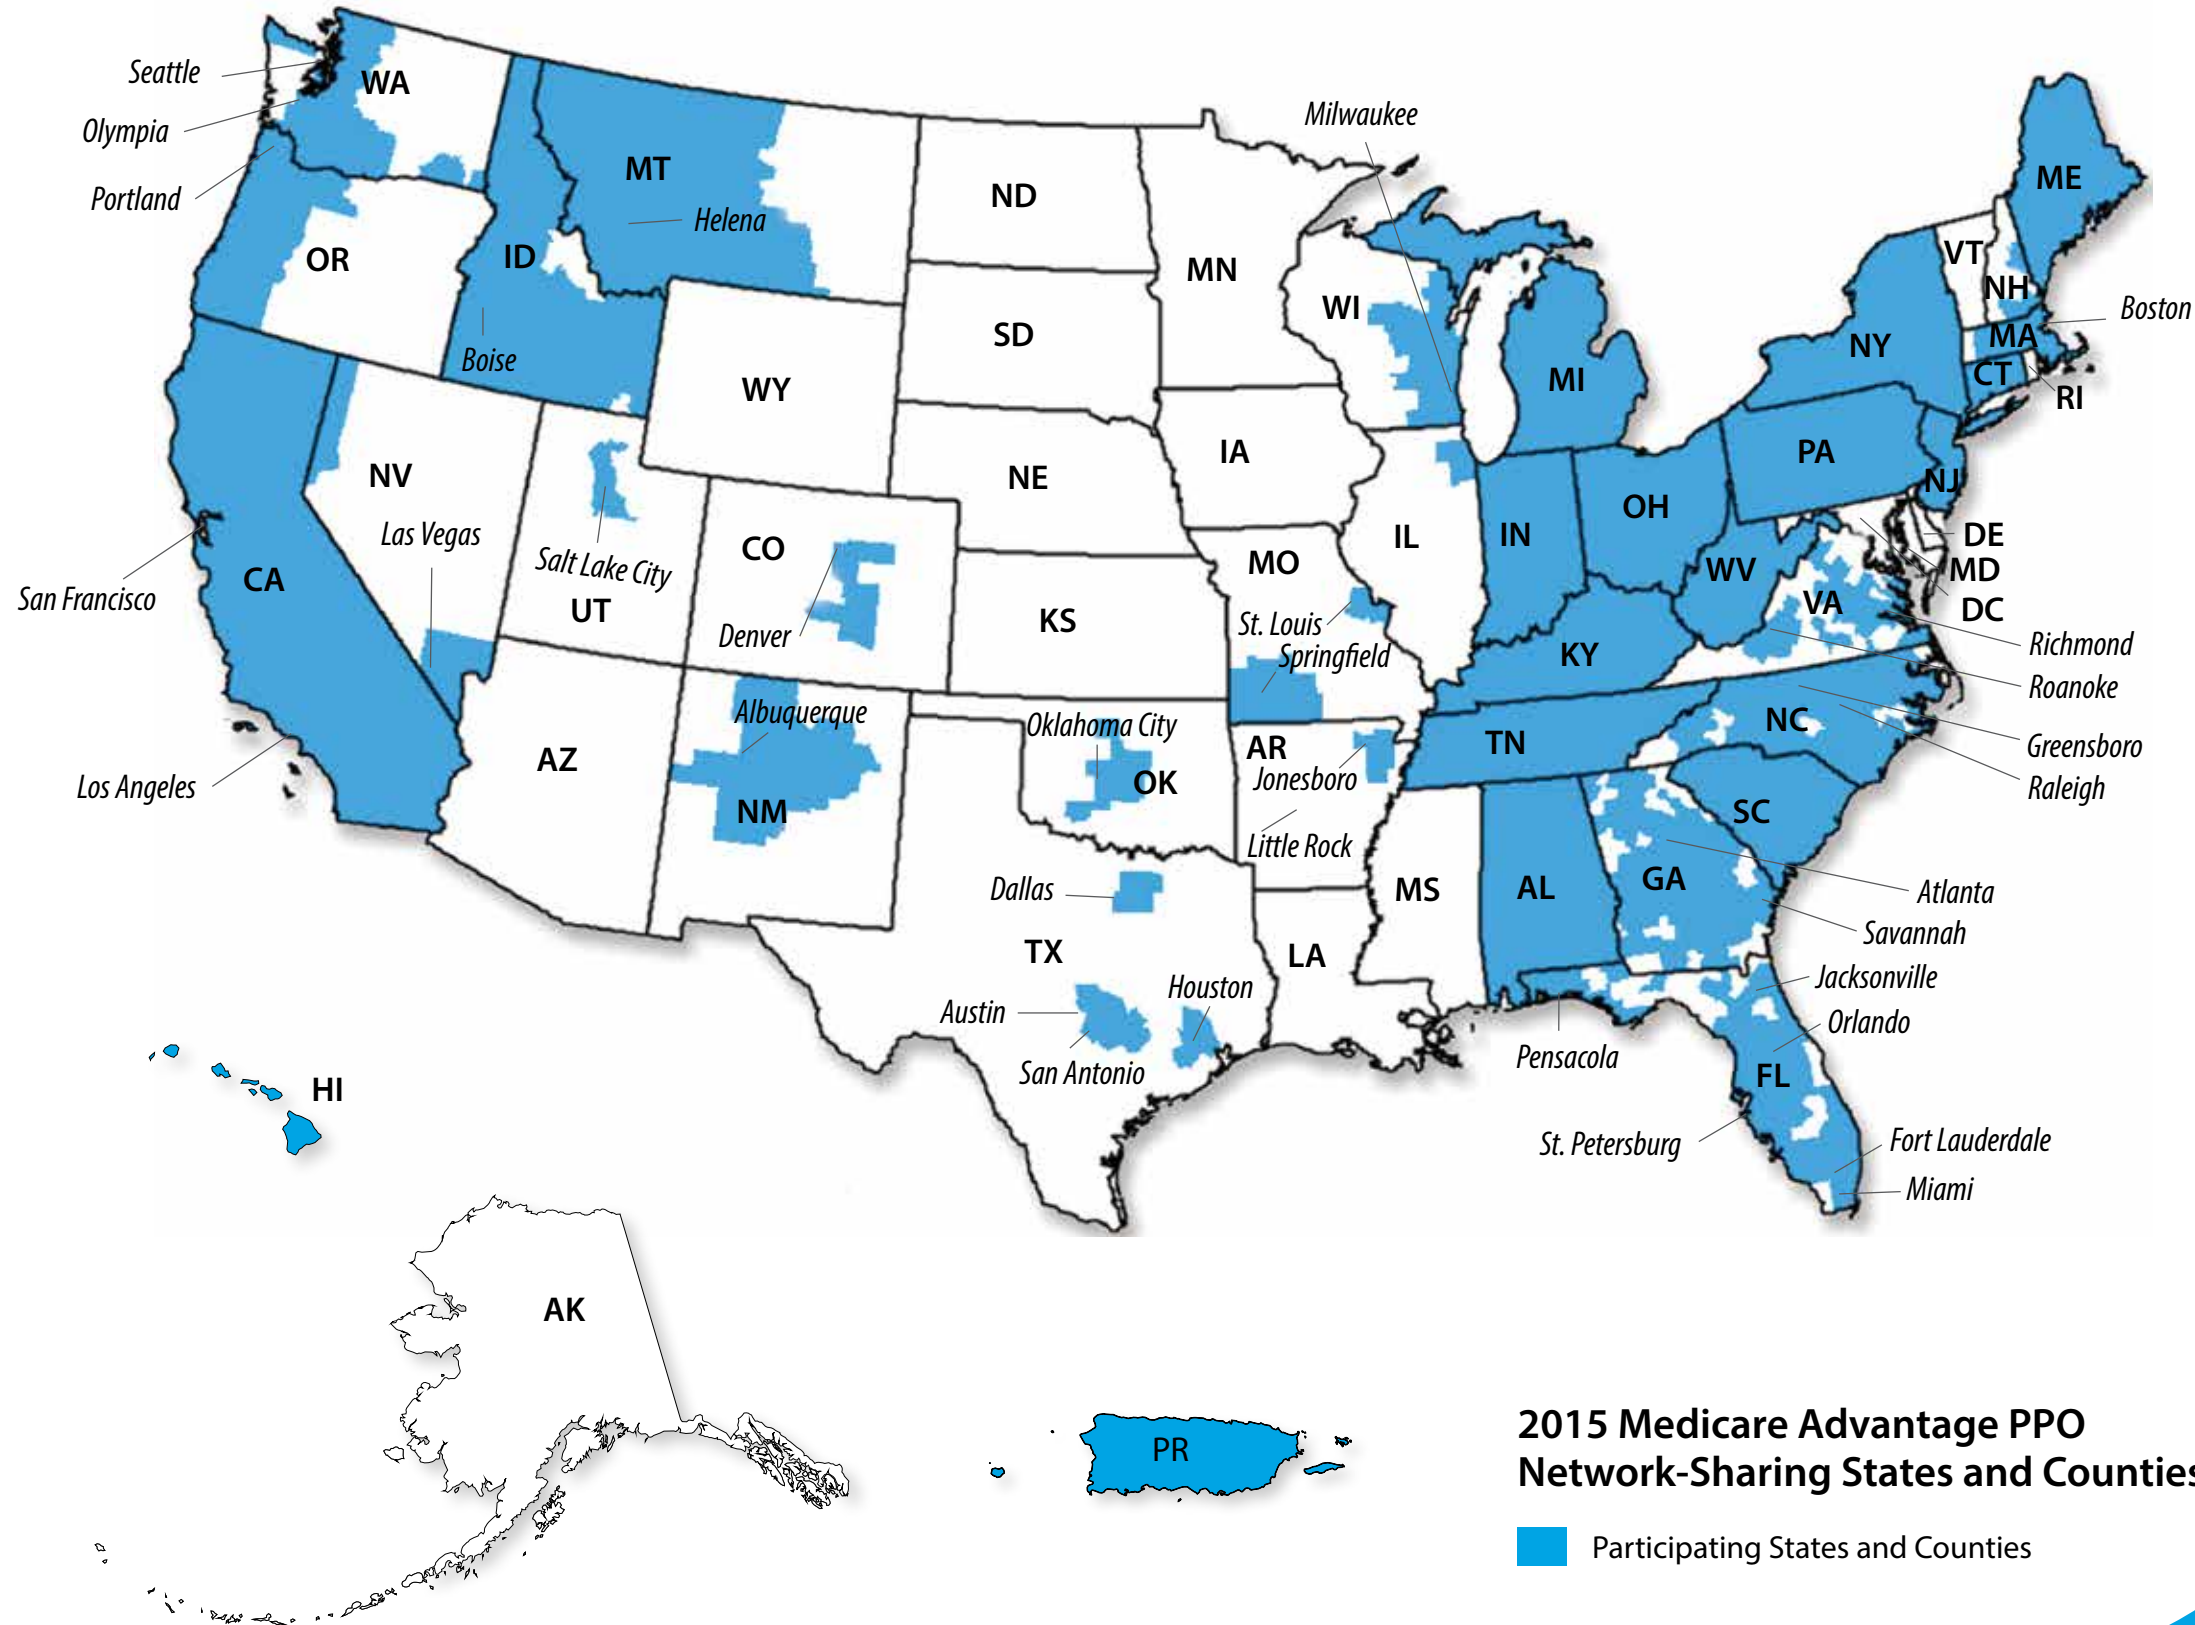 Seattle
WA
Olympia
Portland
MT
Helena
OR
ID
Boise
ND
MN
Milwaukee
WI
SD
WY
MI
ME
VT
NH
Boston
NY
MA
CT
RI
PA
NJ
NV
Las Vegas
NE
IA
Salt Lake City
UT
CO
Denver
KS
MO
St. Louis
Springfield
IL
IN
OH
WV
VA
DE
MD
DC
Richmond
Roanoke
KY
San Francisco
CA
Los Angeles
AZ
Albuquerque
NM
Oklahoma City
OK
AR
Jonesboro
Little Rock
TN
NC
Greensboro
Raleigh
SC
MS
AL
GA
Atlanta
Savannah
Dallas
TX
Austin
San Antonio
Houston
LA
Jacksonville
Orlando
Pensacola
FL
St. Petersburg
Fort Lauderdale
Miami
HI
AK
PR
2015 Medicare Advantage PPO
Network-Sharing States and Counties
Participating States and Counties